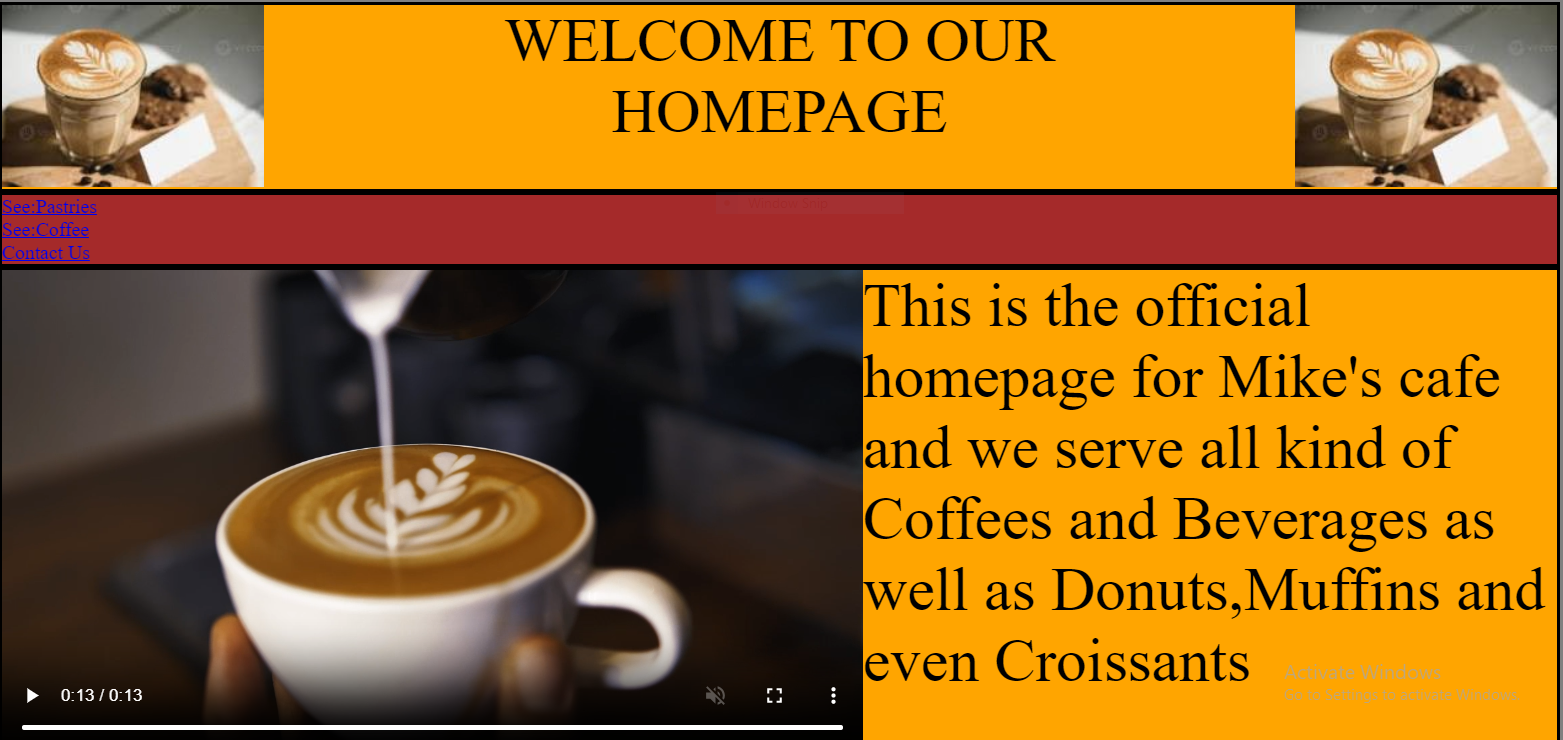 WELCOME TO OUR
HOMEPAGE
See:Pastries
See:Coffee
Contact Us
Window Snip
This is the official
homepage for Mike's cafe
and we serve all kind of
Coffees and Beverages as
well as Donuts,Muffins and
even Croissants
Activate Windows
Go to Settings to activate Windows.
0:13 / 0:13